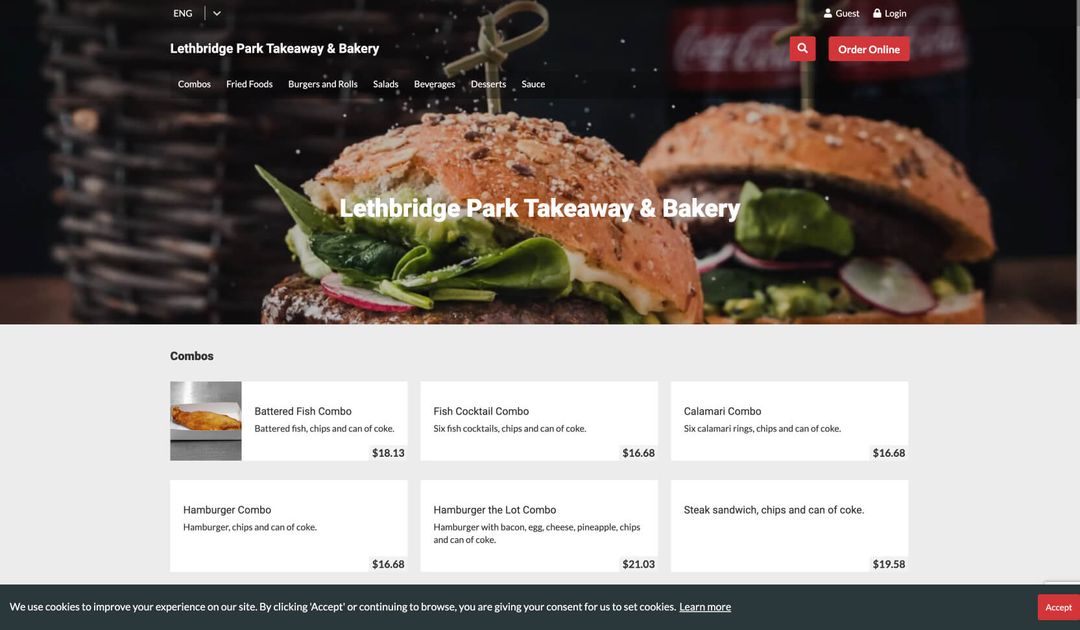 ENG
Guest
Login
Lethbridge Park Takeaway & Bakery
Order Online
Combos
Fried Foods
Burgers and Rolls
Salads
Beverages
Desserts
Sauce
Coca-Cola
Lethbridge Park Takeaway & Bakery
Combos
Battered Fish Combo
Battered fish, chips and can of coke.
$18.13
Fish Cocktail Combo
Six fish cocktails, chips and can of coke.
$16.68
Calamari Combo
Six calamari rings, chips and can of coke.
$16.68
Hamburger Combo
Hamburger, chips and can of coke.
$16.68
Hamburger the Lot Combo
Hamburger with bacon, egg, cheese, pineapple, chips
and can of coke.
$21.03
Steak sandwich, chips and can of coke.
$19.58
We use cookies to improve your experience on our site. By clicking 'Accept' or continuing to browse, you are giving your consent for us to set cookies. Learn more
Accept